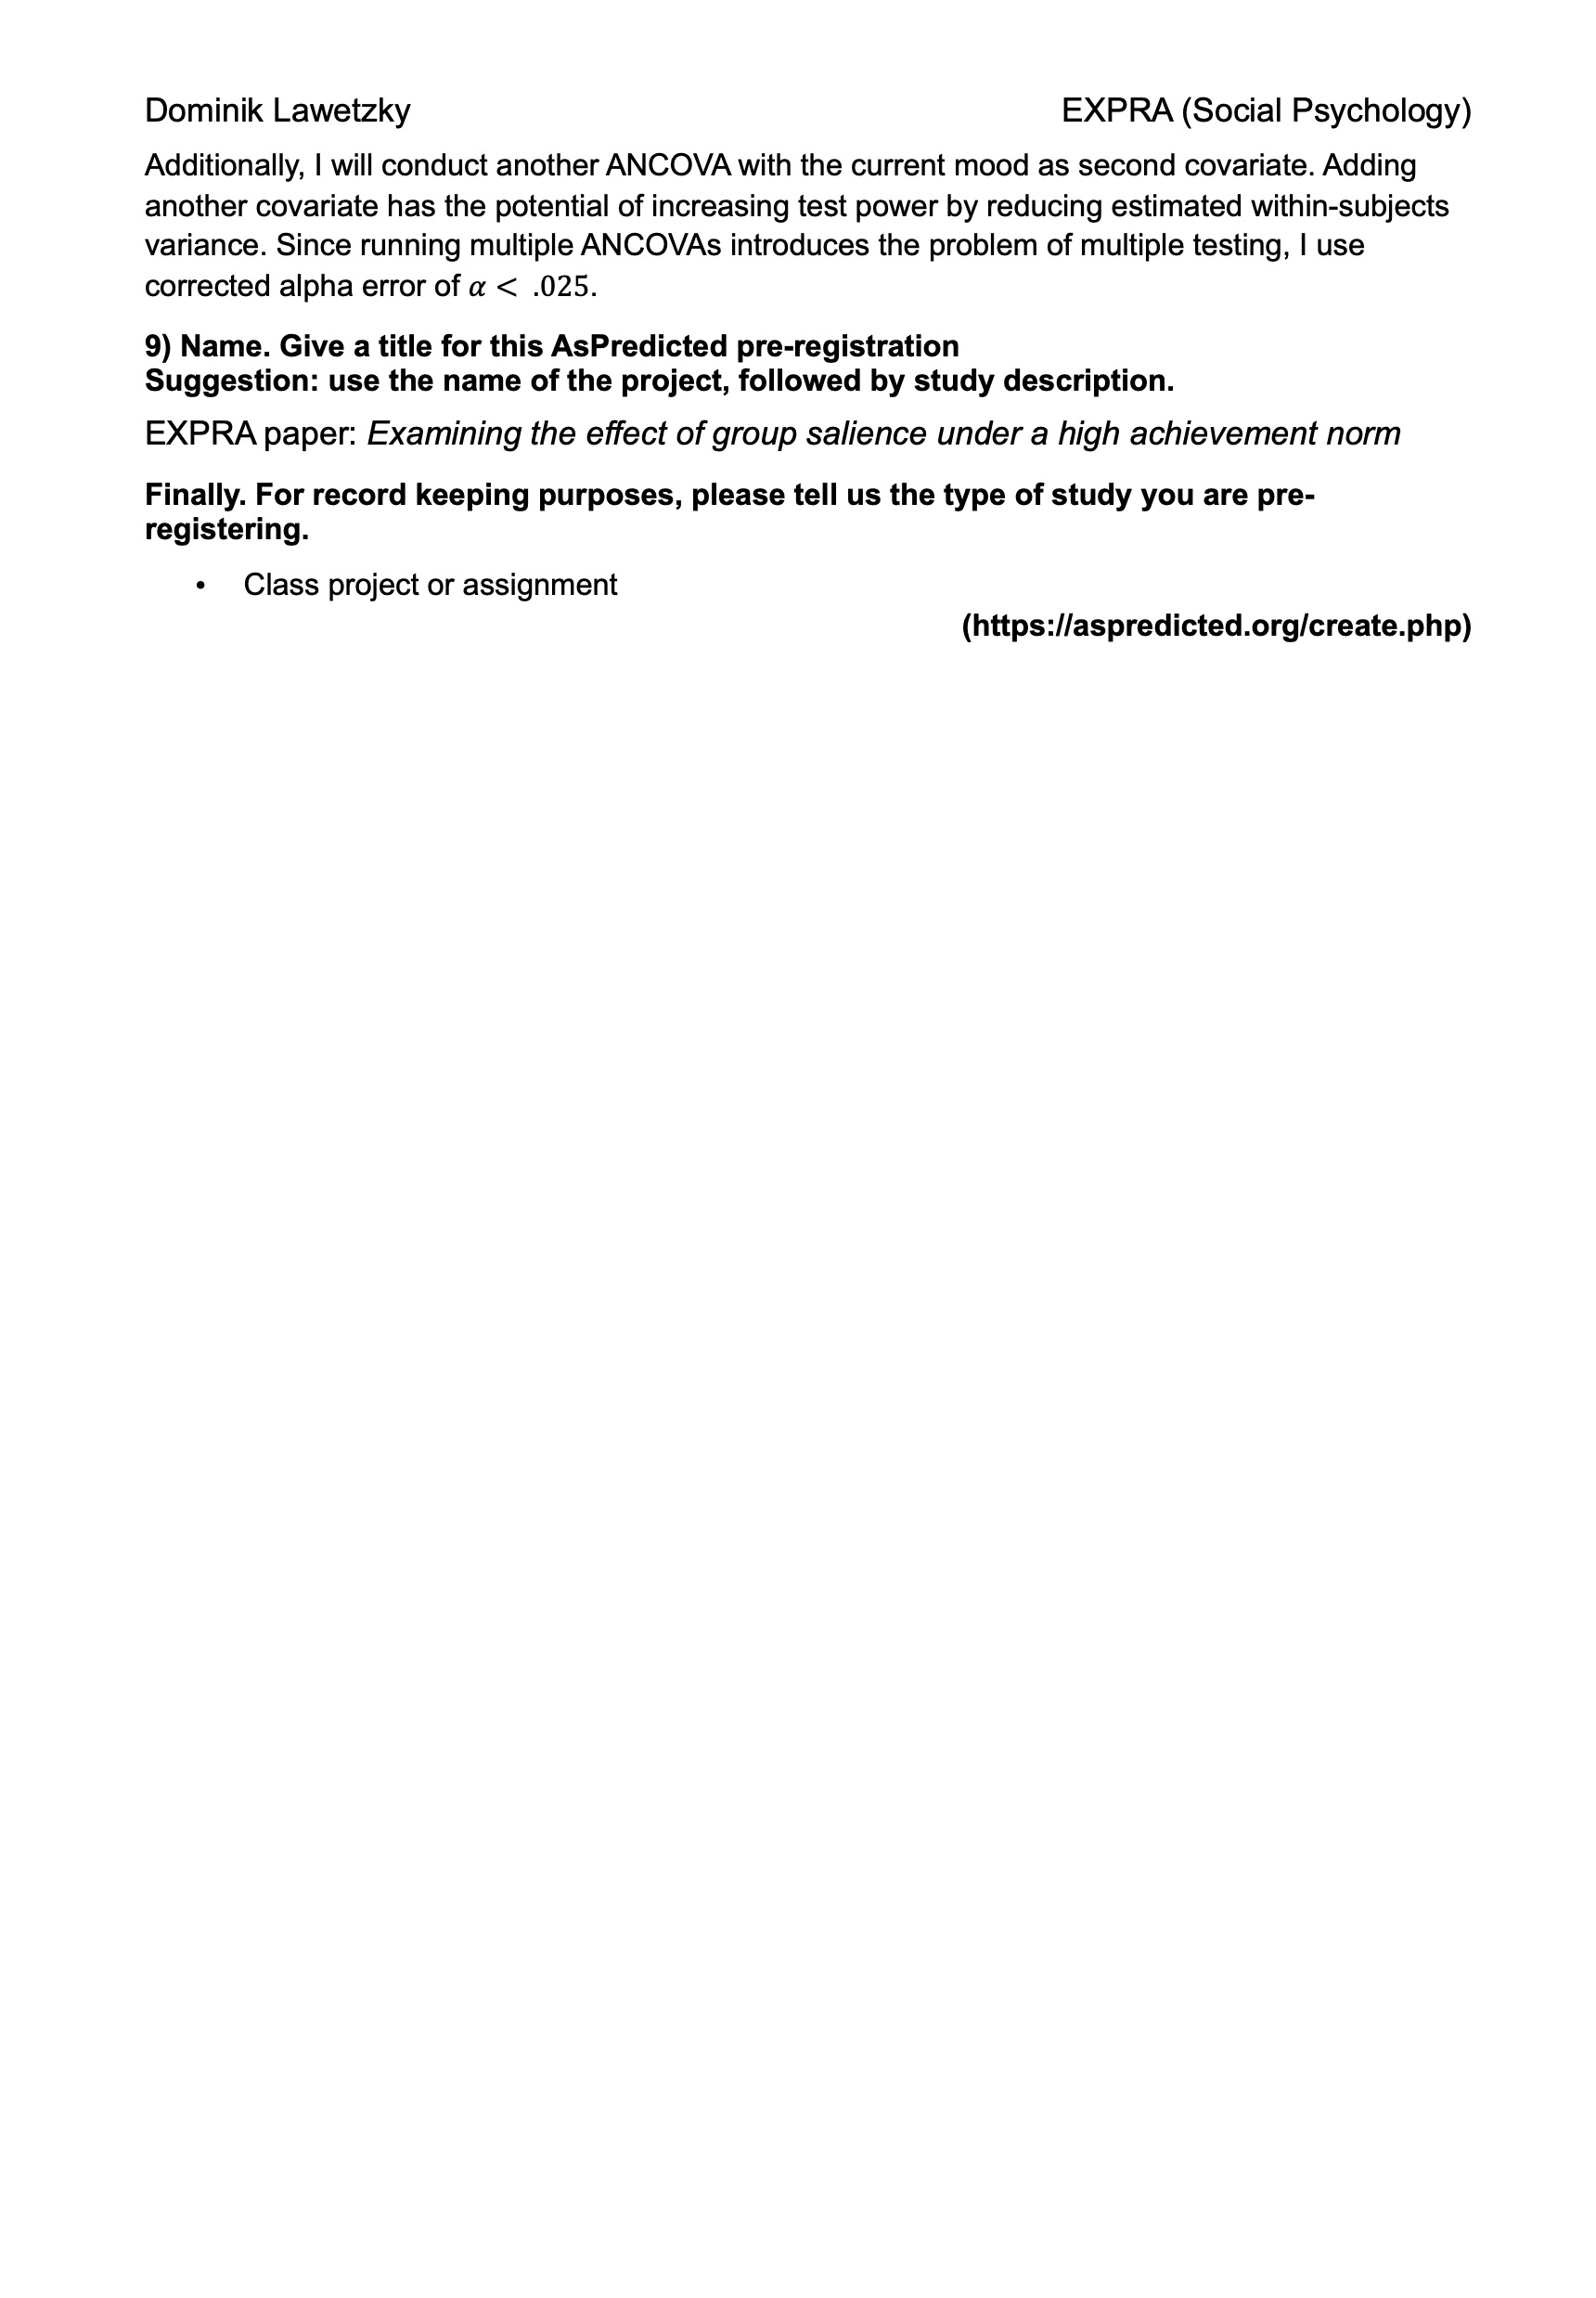 Dominik Lawetzky EXPRA (Social Psychology)
Additionally, I will conduct another ANCOVA with the current mood as second covariate. Adding
another covariate has the potential of increasing test power by reducing estimated within-subjects
variance. Since running multiple ANCOVAs introduces the problem of multiple testing, I use
corrected alpha error of α < .025.
9) Name. Give a title for this AsPredicted pre-registration
Suggestion: use the name of the project, followed by study description.
EXPRA paper: Examining the effect of group salience under a high achievement norm
Finally. For record keeping purposes, please tell us the type of study you are pre-
registering.
• Class project or assignment
(https://aspredicted.org/create.php)